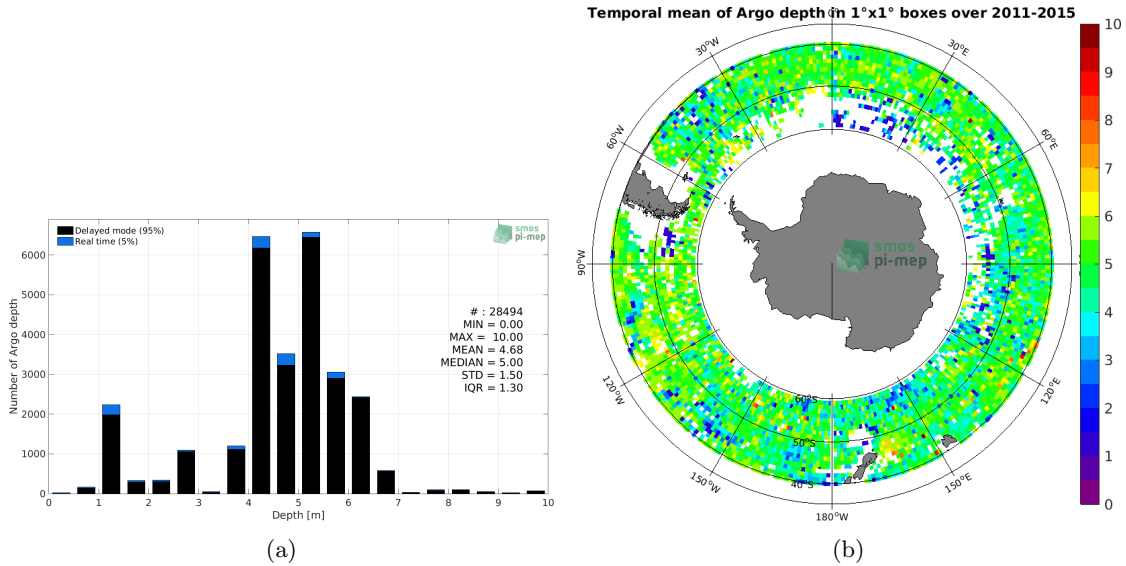 Temporal mean of Argo depth in 1°x1° boxes over 2011-2015
Delayed mode (95%)
Real time (5%)
smos
pi-mep
# : 28494
MIN = 0.00
MAX = 10.00
MEAN = 4.68
MEDIAN = 5.00
STD = 1.50
IQR = 1.30
Number of Argo depth
6000
5000
4000
3000
2000
1000
0
0 1 2 3 4 5 6 7 8 9 10
Depth [m]
(a)
0°
30°E
60°E
120°E
150°E
180°W
150°W
120°W
90°W
60°W
30°W
60°S
50°S
40°S
smos
pi-mep
10
9
8
7
6
5
4
3
2
1
0
(b)